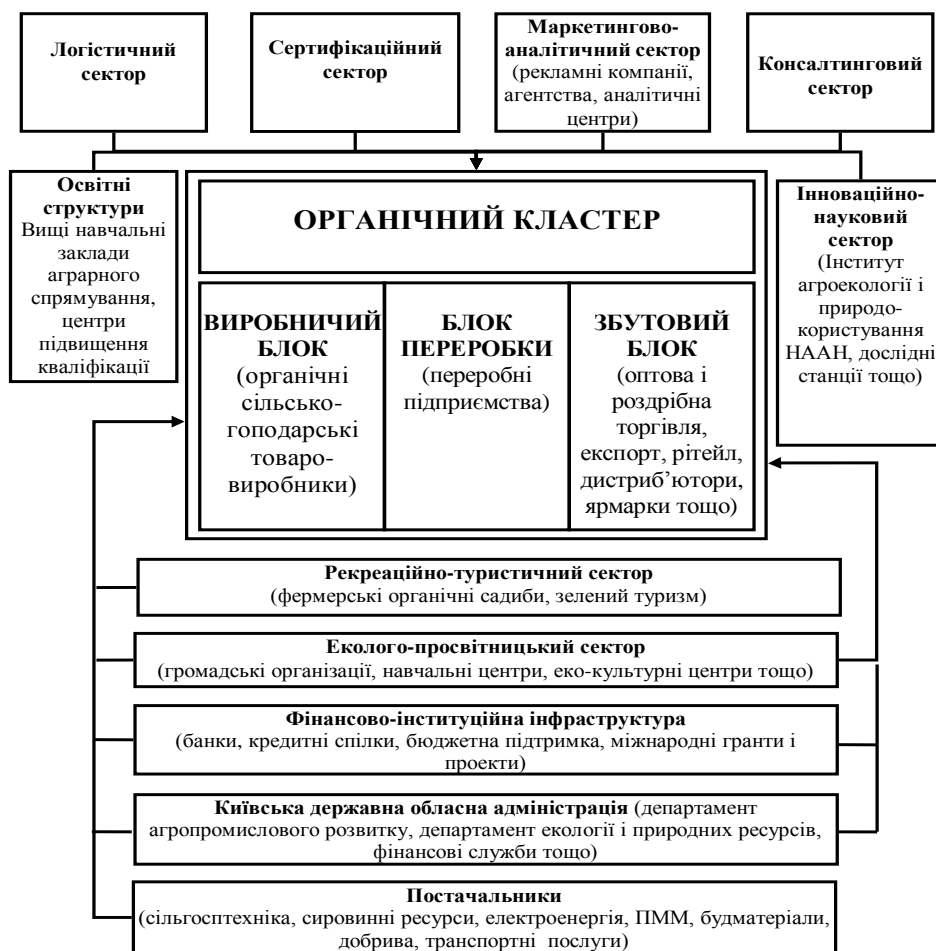 Логістичний
сектор
Сертифікаційний
сектор
Маркетингово-
аналітичний сектор
(рекламні компанії,
агентства, аналітичні
центри)
Консалтинговий
сектор
Освітні
структури
Вищі навчальні
заклади
аграрного
спрямування,
центри
підвищення
кваліфікації
ОРГАНІЧНИЙ КЛАСТЕР
Інноваційно-
науковий
сектор
(Інститут
агроекології і
природо-
користування
НААН, дослідні
станції тощо)
ВИРОБНИЧИЙ
БЛОК
(органічні
сільсько-
гоподарські
товаро-
виробники)
БЛОК
ПЕРЕРОБКИ
(переробні
підприємства)
ЗБУТОВИЙ
БЛОК
(оптова і
роздрібна
торгівля,
експорт, рітейл,
дистриб’ютори,
ярмарки тощо)
Рекреаційно-туристичний сектор
(фермерські органічні садиби, зелений туризм)
Еколого-просвітницький сектор
(громадські організації, навчальні центри, еко-культурні центри тощо)
Фінансово-інституційна інфраструктура
(банки, кредитні спілки, бюджетна підтримка, міжнародні гранти і
проекти)
Київська державна обласна адміністрація (департамент
агропромислового розвитку, департамент екології і природних ресурсів,
фінансові служби тощо)
Постачальники
(сільгосптехніка, сировинні ресурси, електроенергія, ПММ, будматеріали,
добрива, транспортні послуги)